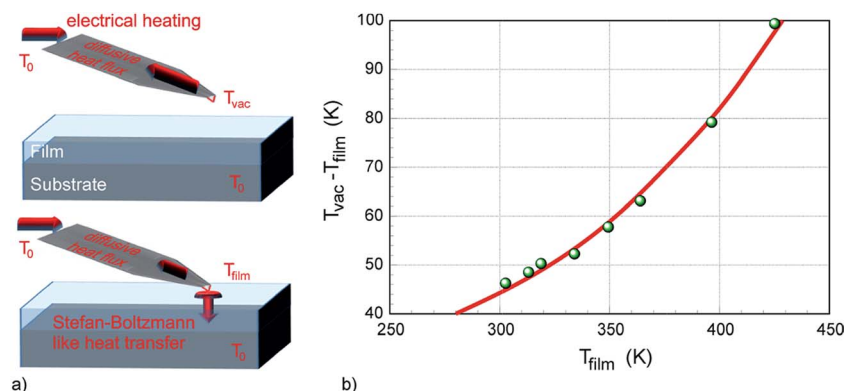 electrical heating
T0
diffusive
heat flux
Tvac
Film
Substrate
T0
T0
diffusive
heat flux
Tfilm
Stefan-Boltzmann
like heat transfer
T0
a)
100
90
80
70
60
50
40
Tvac-Tfilm (K)
250
300
350
400
450
Tfilm (K)
b)